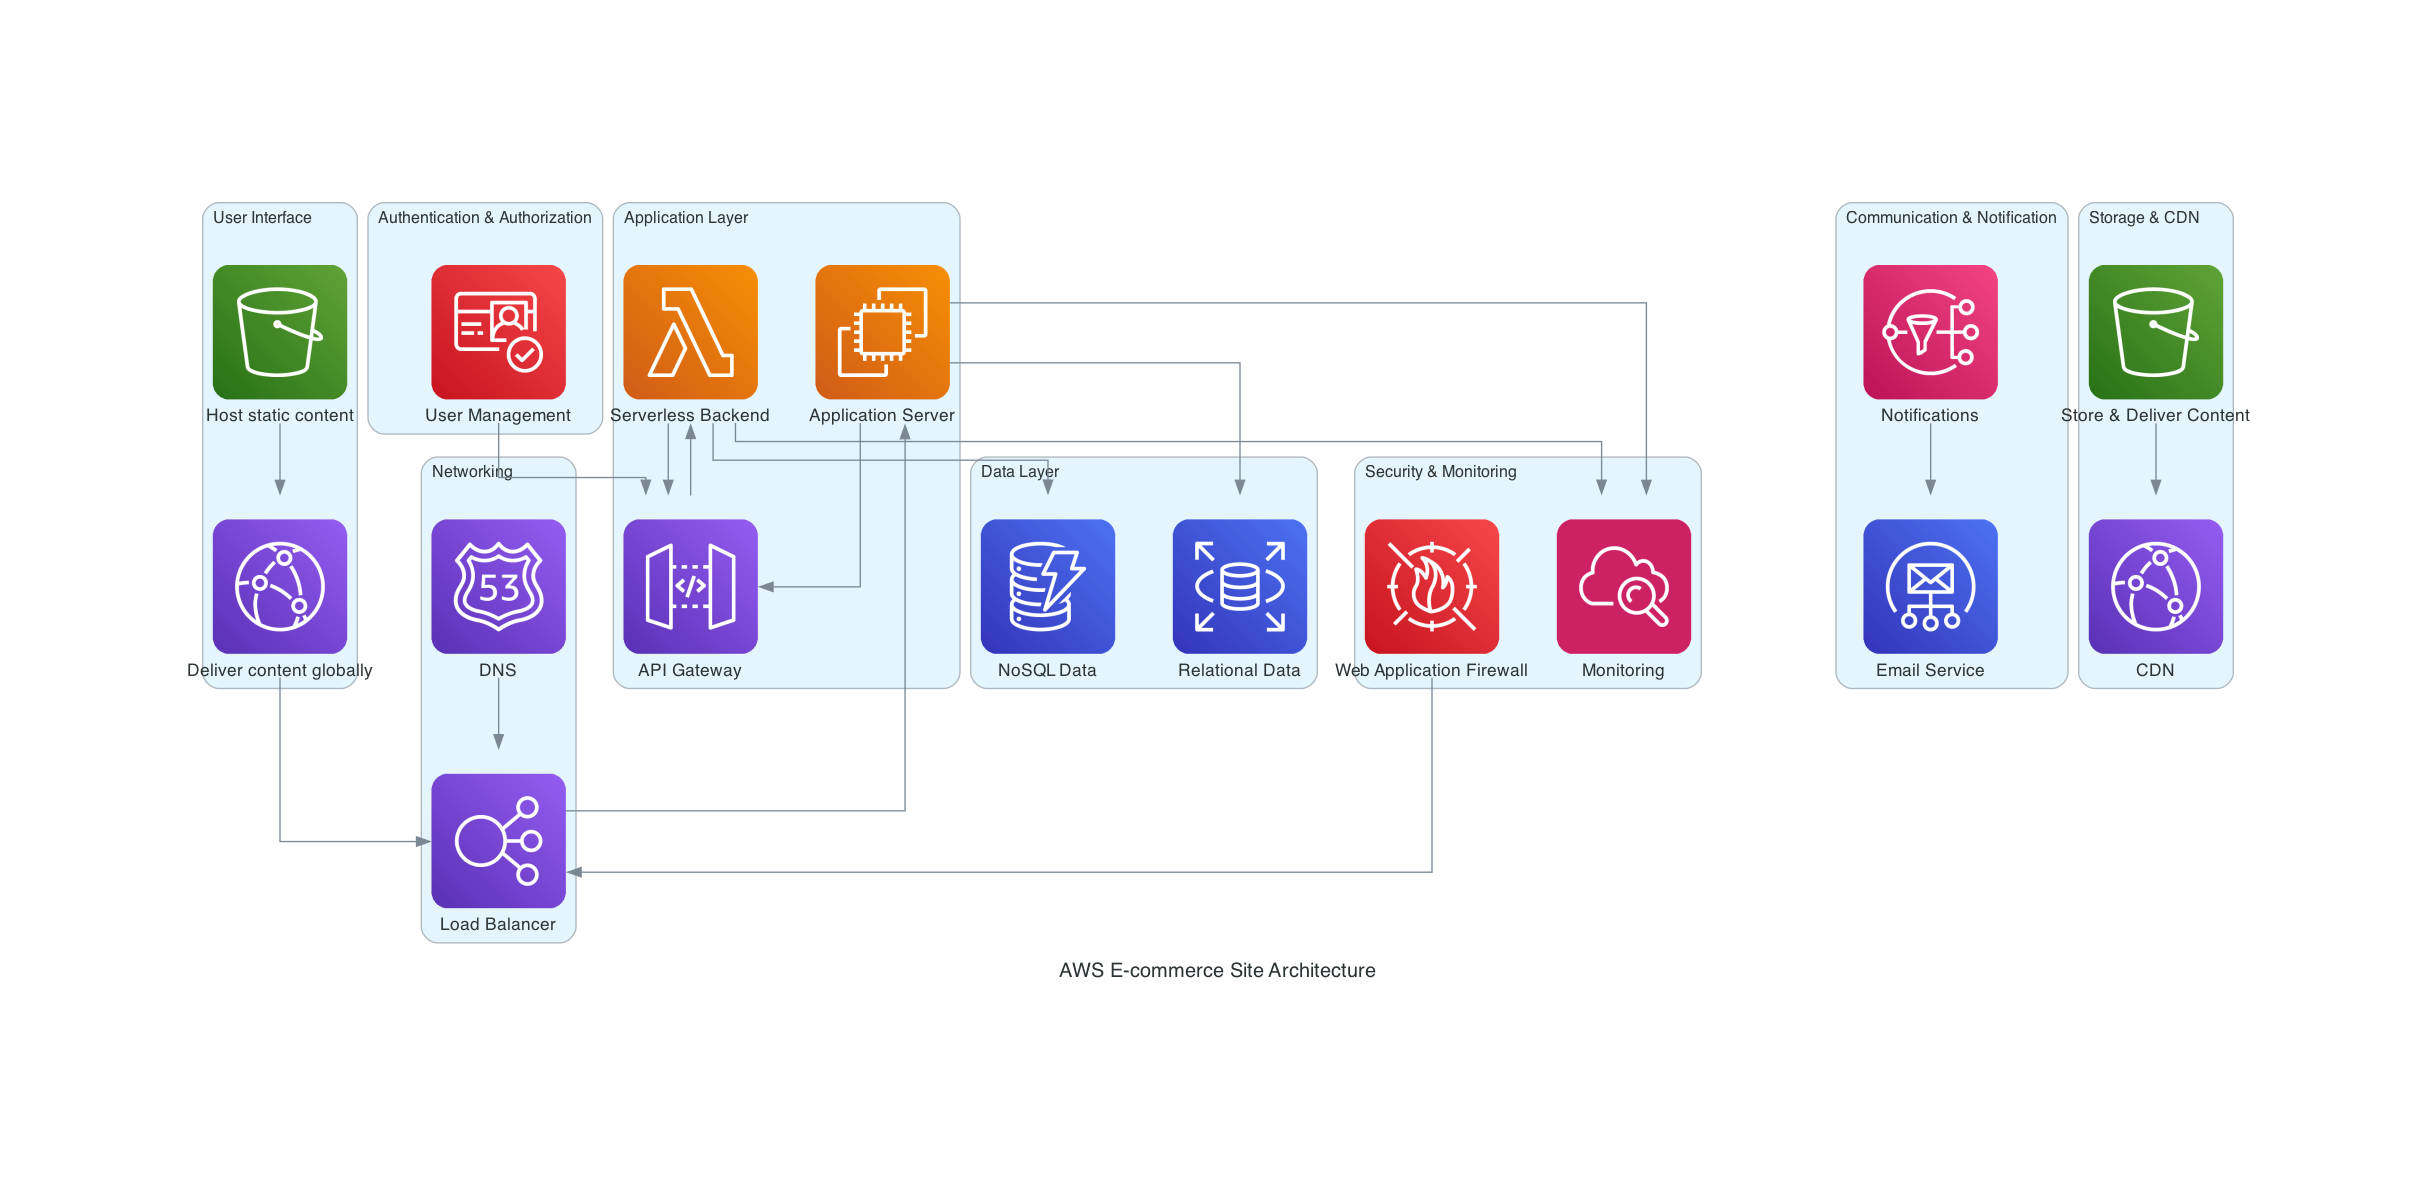 User Interface
Authentication & Authorization
Application Layer
Communication & Notification
Storage & CDN
Host static content
User Management
Serverless Backend
Application Server
Notifications
Store & Deliver Content
Networking
Data Layer
Security & Monitoring
53
Deliver content globally
DNS
API Gateway
NoSQL Data
Relational Data
Web Application Firewall
Monitoring
Email Service
CDN
Load Balancer
AWS E-commerce Site Architecture